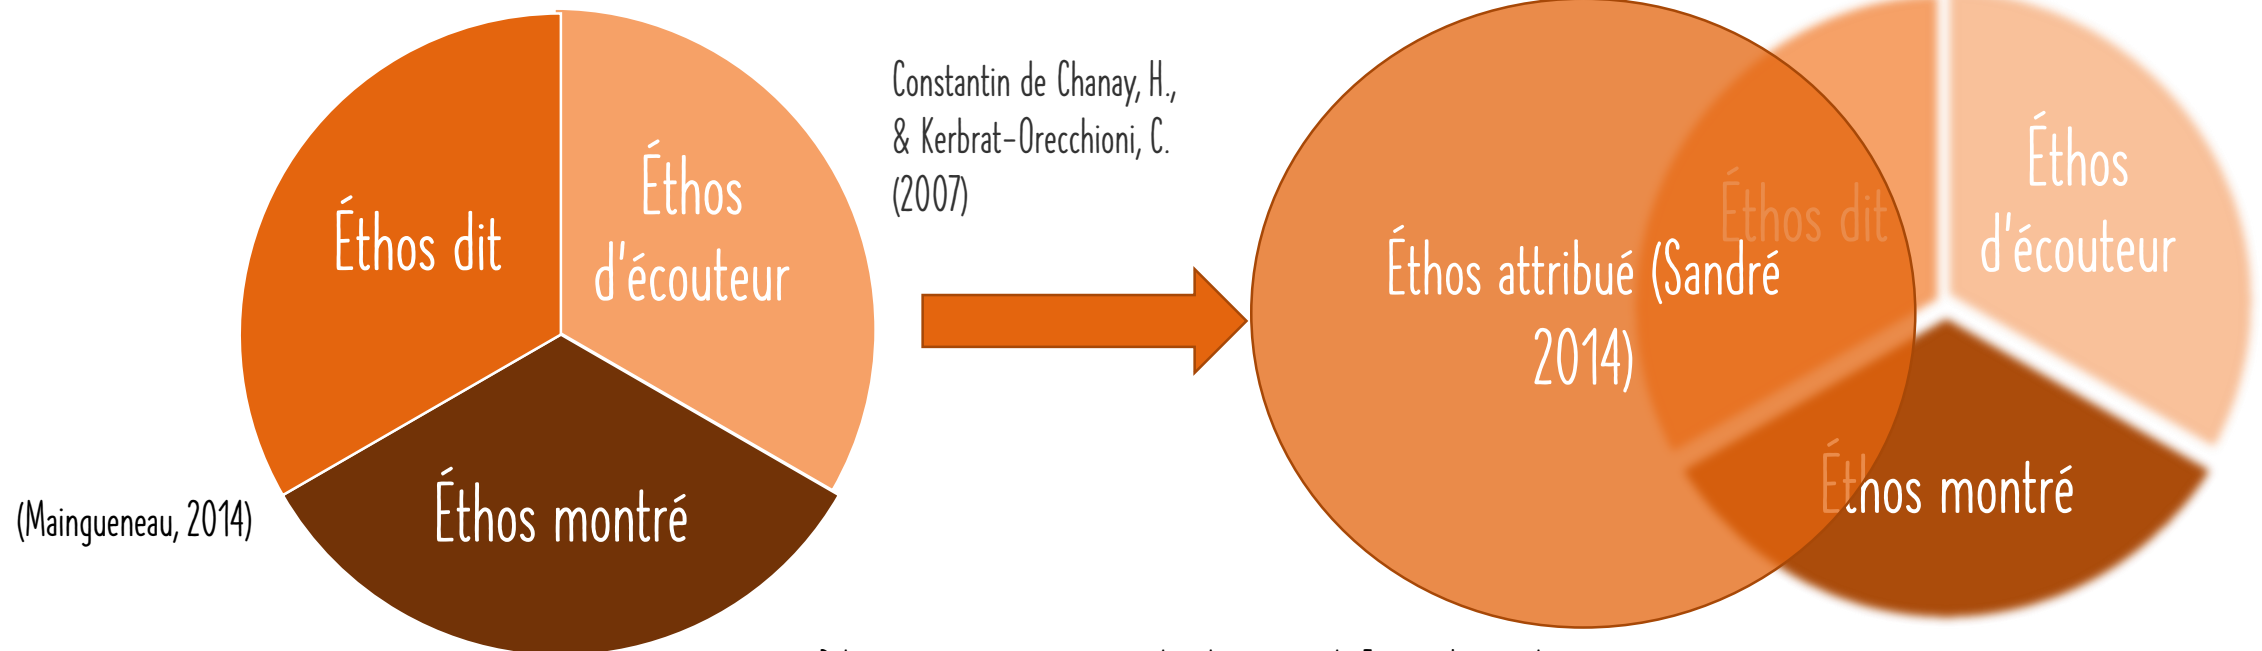 Éthos dit
Éthos
d'écouteur
Éthos montré
(Maingueneau, 2014)
Constantin de Chanay, H.,
& Kerbrat-Orecchioni, C.
(2007)
Éthos attribué (Sandré
2014)
Éthos dit
Éthos
d'écouteur
Éthos montré